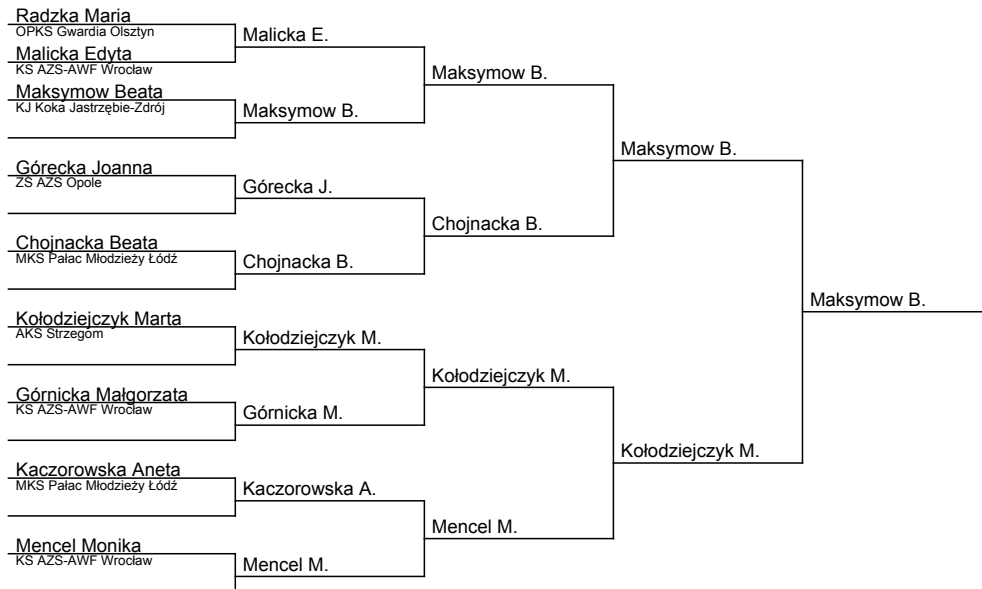 Radzka Maria
OPKS Gwardia Olsztyn
Malicka Edyta
KS AZS-AWF Wrocław
Maksymow Beata
KJ Koka Jastrzębie-Zdrój
Górecka Joanna
ZS AZS Opole
Chojnacka Beata
MKS Pałac Młodzieży Łódź
Kołodziejczyk Marta
AKS Strzegom
Górnicka Małgorzata
KS AZS-AWF Wrocław
Kaczorowska Aneta
MKS Pałac Młodzieży Łódź
Mencel Monika
KS AZS-AWF Wrocław
Malicka E.
Maksymow B.
Górecka J.
Chojnacka B.
Kołodziejczyk M.
Górnicka M.
Kaczorowska A.
Mencel M.
Maksymow B.
Chojnacka B.
Kołodziejczyk M.
Mencel M.
Maksymow B.
Kołodziejczyk M.
Maksymow B.